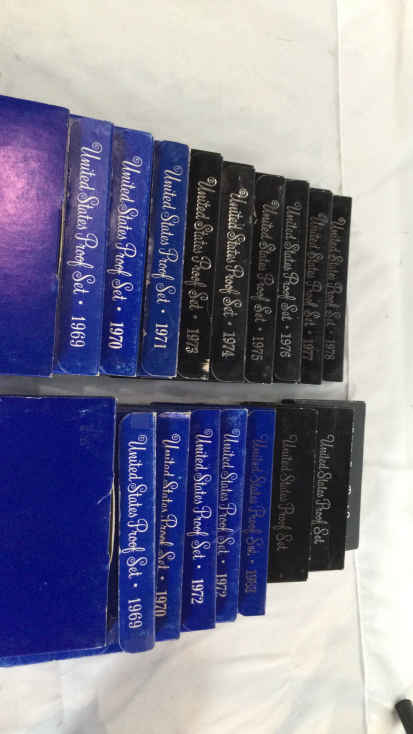 United States Proof Set • 1969
United States Proof Set • 1970
United States Proof Set • 1971
United States Proof Set • 1973
United States Proof Set • 1974
United States Proof Set • 1975
United States Proof Set • 1976
United States Proof Set • 1977
United States Proof Set • 1978
United States Proof Set • 1969
United States Proof Set • 1970
United States Proof Set • 1972
United States Proof Set • 1972
United States Proof Set •
United States Proof Set
United States Proof Set